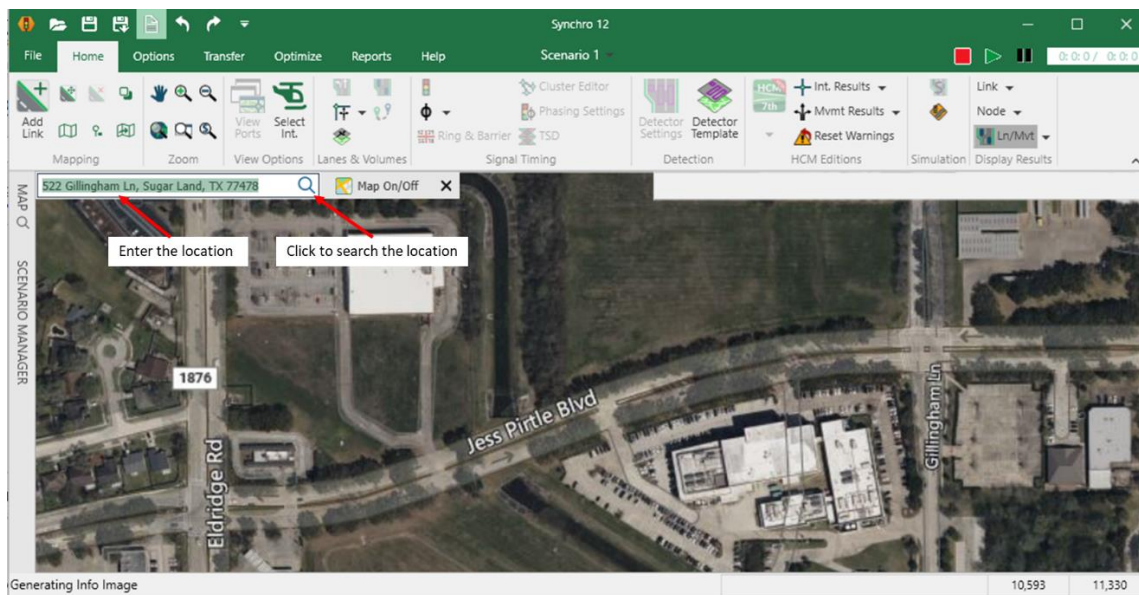 Synchro 12
File Home Options Transfer Optimize Reports Help Scenario 1 0:0:0 / 0:0:0
Add Link
Mapping
Zoom
View Ports
Select Int.
View Options
Lanes & Volumes
Ring & Barrier
Cluster Editor
Phasing Settings
TSD
Signal Timing
Detector Settings
Detector Template
Detection
HCM 7th
Int. Results
Mvmt Results
Reset Warnings
HCM Editions
Simulation
Link
Node
Ln/Mvt
Display Results
MAP
SCENARIO MANAGER
522 Gillingham Ln, Sugar Land, TX 77478
Map On/Off X
Enter the location
Click to search the location
1876
Eldridge Rd
Jess Pirtle Blvd
Gillingham Ln
Generating Info Image 10,593 11,330